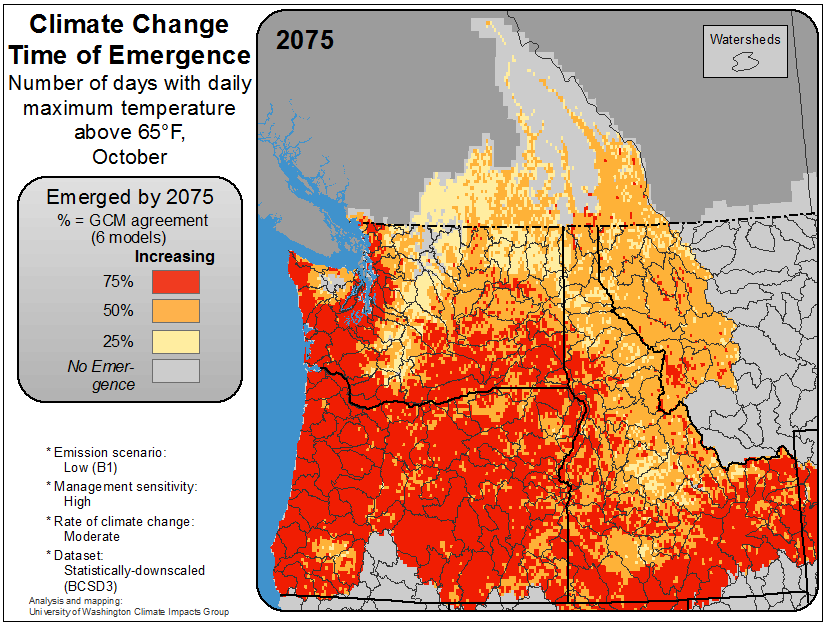 Climate Change
Time of Emergence
Number of days with daily
maximum temperature
above 65°F,
October
Emerged by 2075
% = GCM agreement
(6 models)
Increasing
75%
50%
25%
No Emer-
gence
* Emission scenario:
Low (B1)
* Management sensitivity:
High
* Rate of climate change:
Moderate
* Dataset:
Statistically-downscaled
(BCSD3)
Analysis and mapping:
University of Washington Climate Impacts Group
2075
Watersheds